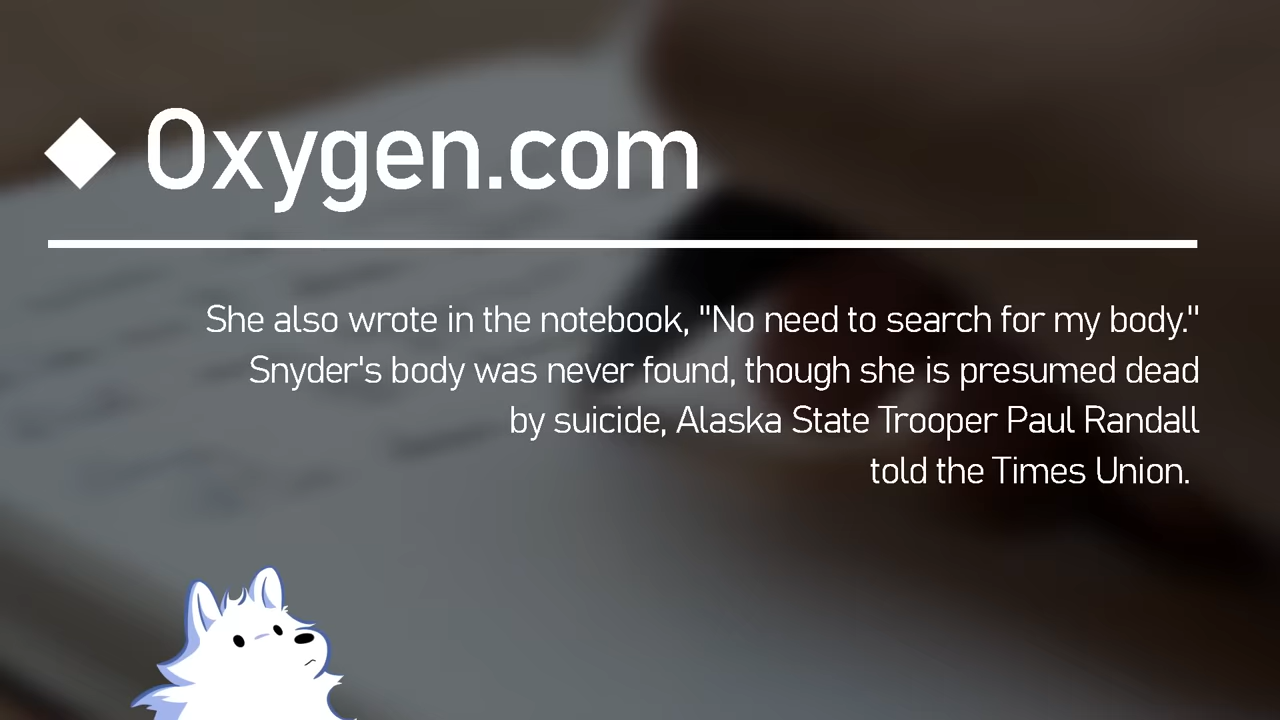 Oxygen.com
She also wrote in the notebook, "No need to search for my body."
Snyder's body was never found, though she is presumed dead
by suicide, Alaska State Trooper Paul Randall
told the Times Union.